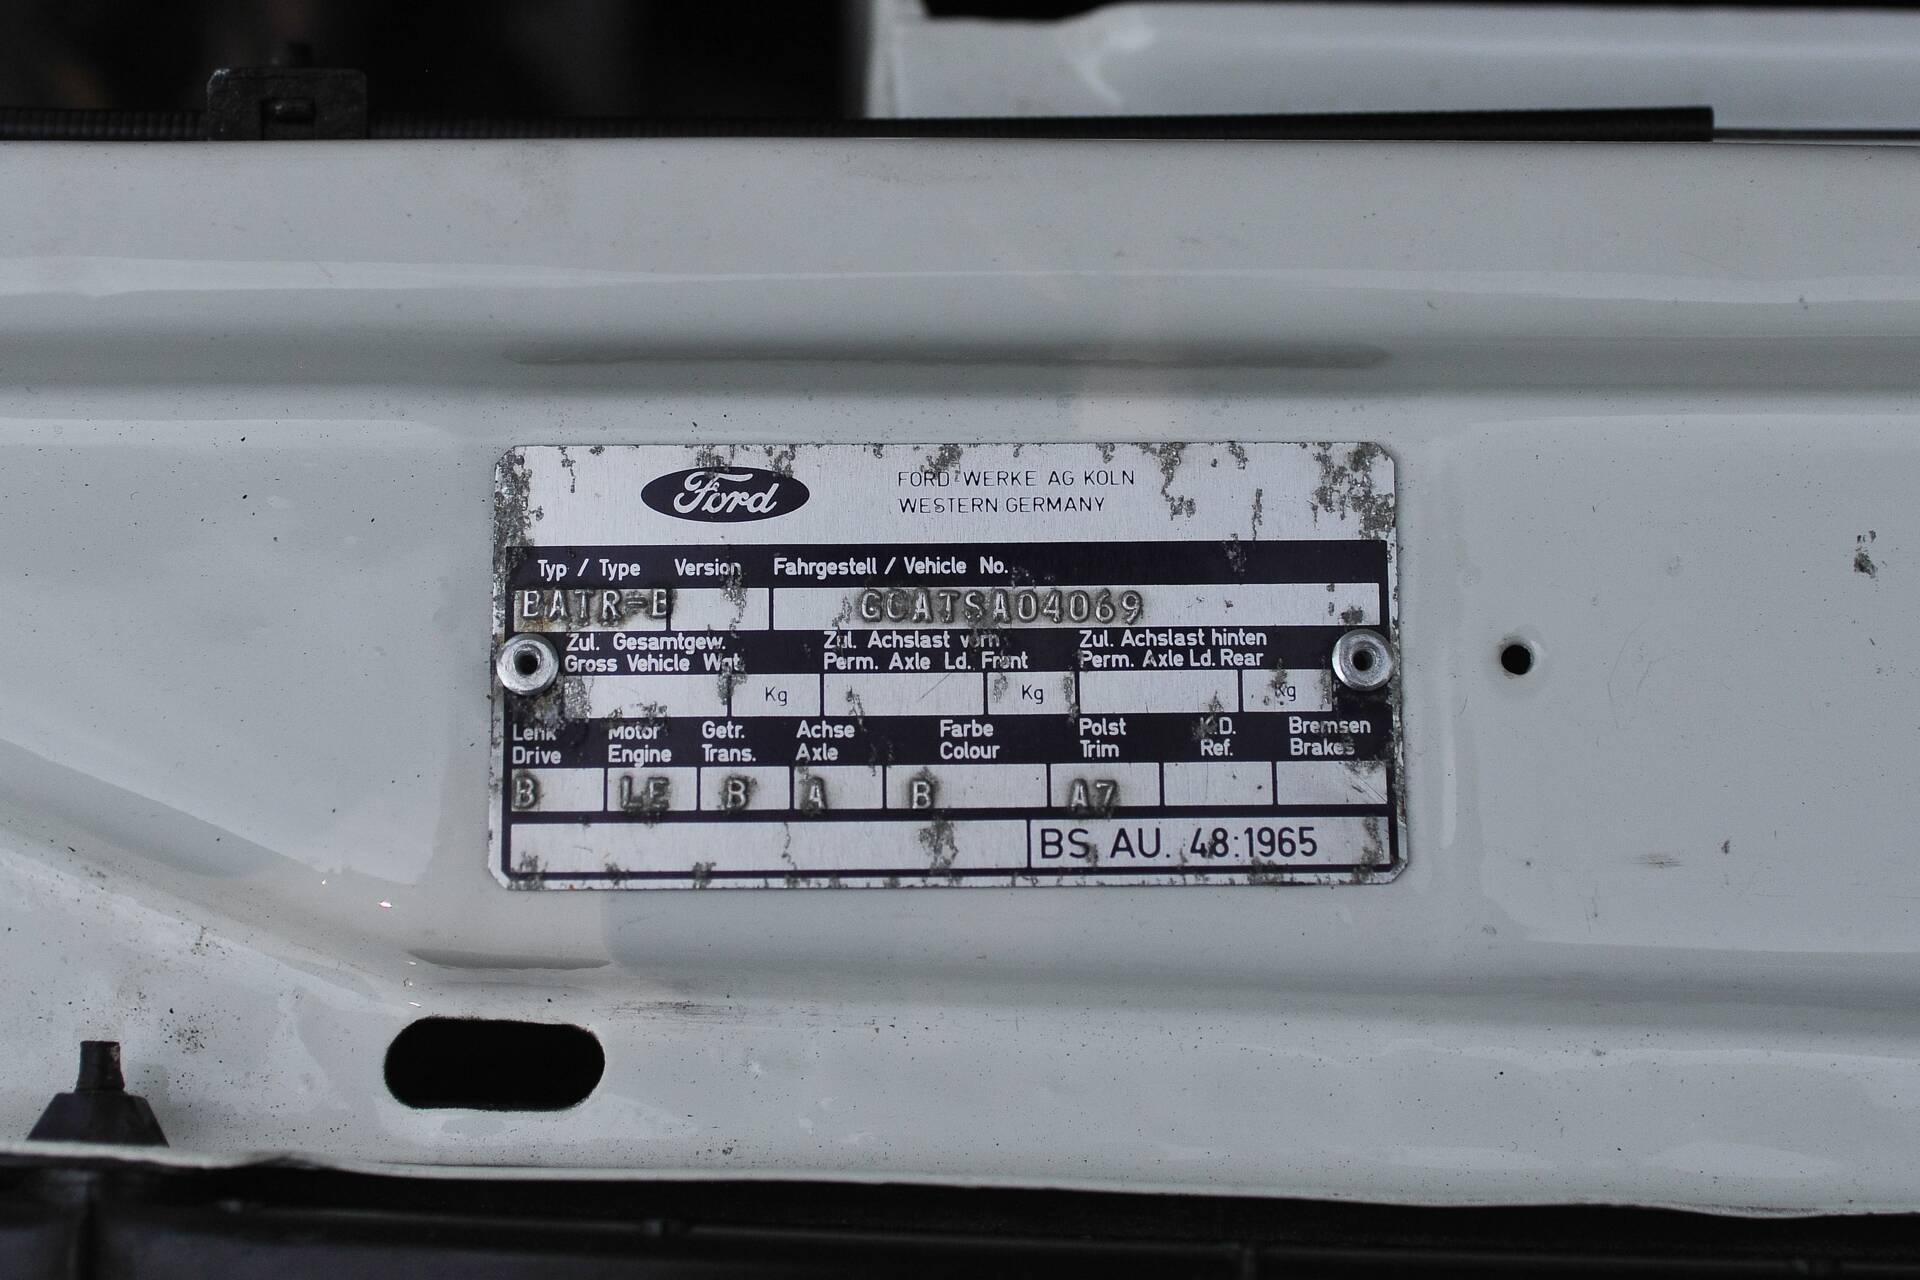 Ford
FORD-WERKE AG KOLN
WESTERN GERMANY
Typ / Type Version Fahrgestell / Vehicle No.
BATR-B GCATSA04069
Zul. Gesamtgew. Zul. Achslast vorn Zul. Achslast hinten
Gross Vehicle Wgt. Perm. Axle Ld. Front Perm. Axle Ld. Rear
Kg Kg Kg
Lenk Motor Getr. Achse Farbe Polst K.D. Bremsen
Drive Engine Trans. Axle Colour Trim Ref. Brakes
B LE B A B A7
BS AU. 48:1965